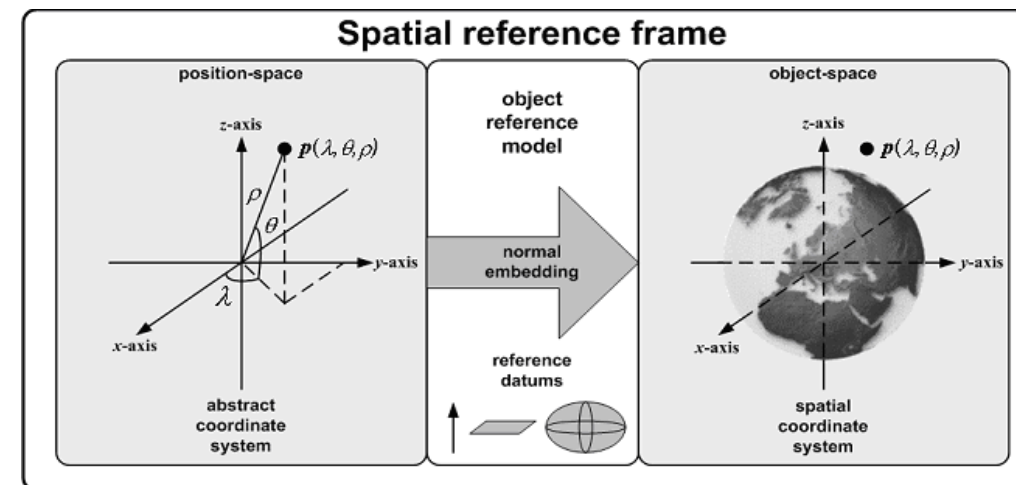 Spatial reference frame
position-space
z-axis
p(λ, θ, ρ)
ρ
θ
y-axis
λ
x-axis
abstract
coordinate
system
object
reference
model
normal
embedding
reference
datums
object-space
z-axis
p(λ, θ, ρ)
y-axis
x-axis
spatial
coordinate
system